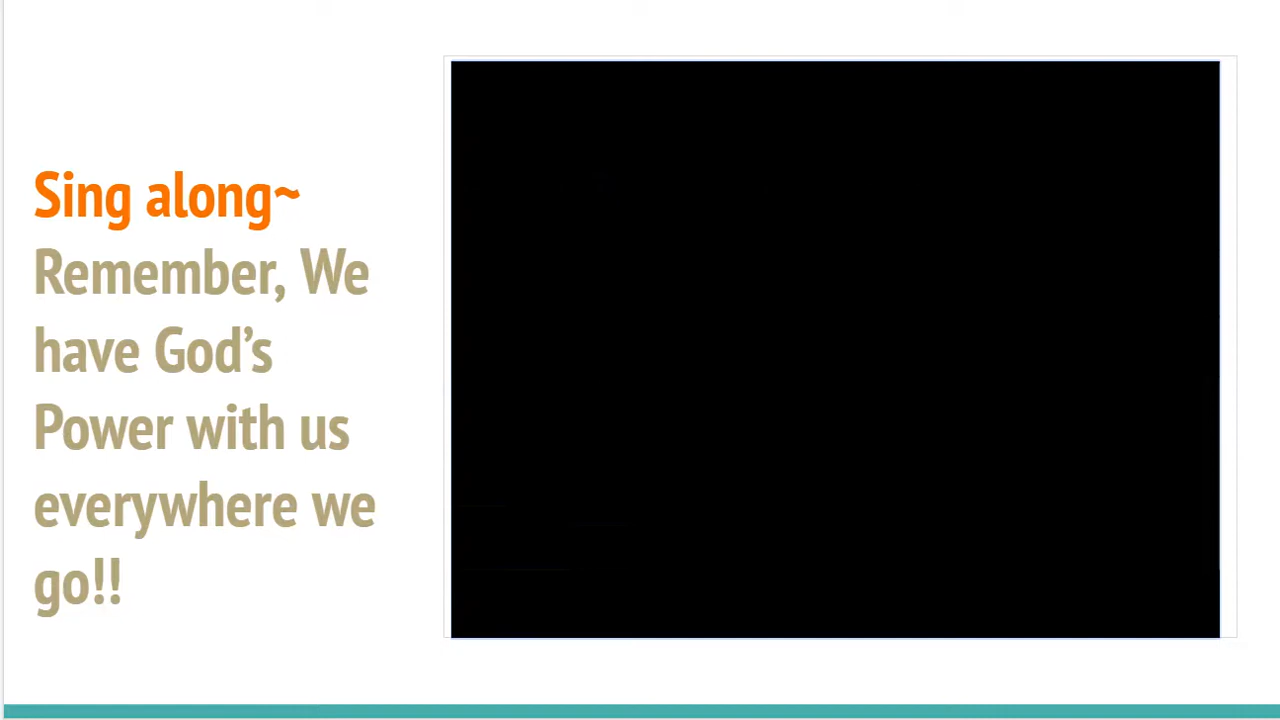 Sing along~
Remember, We
have God’s
Power with us
everywhere we
go!!